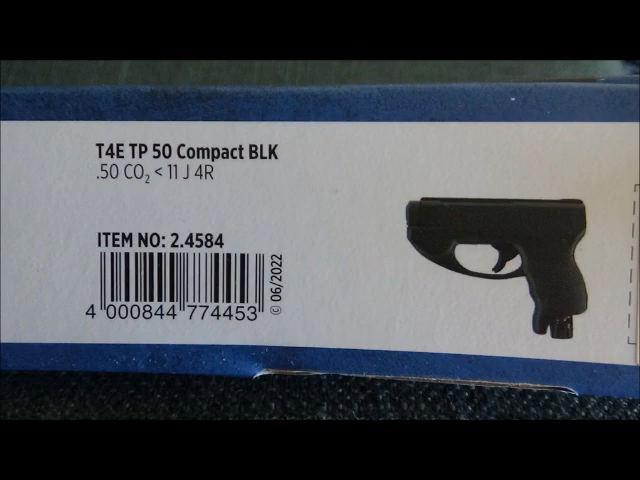 T4E TP 50 Compact BLK
.50 CO₂ < 11 J 4R
ITEM NO: 2.4584
4 000844 774453
© 06/2022